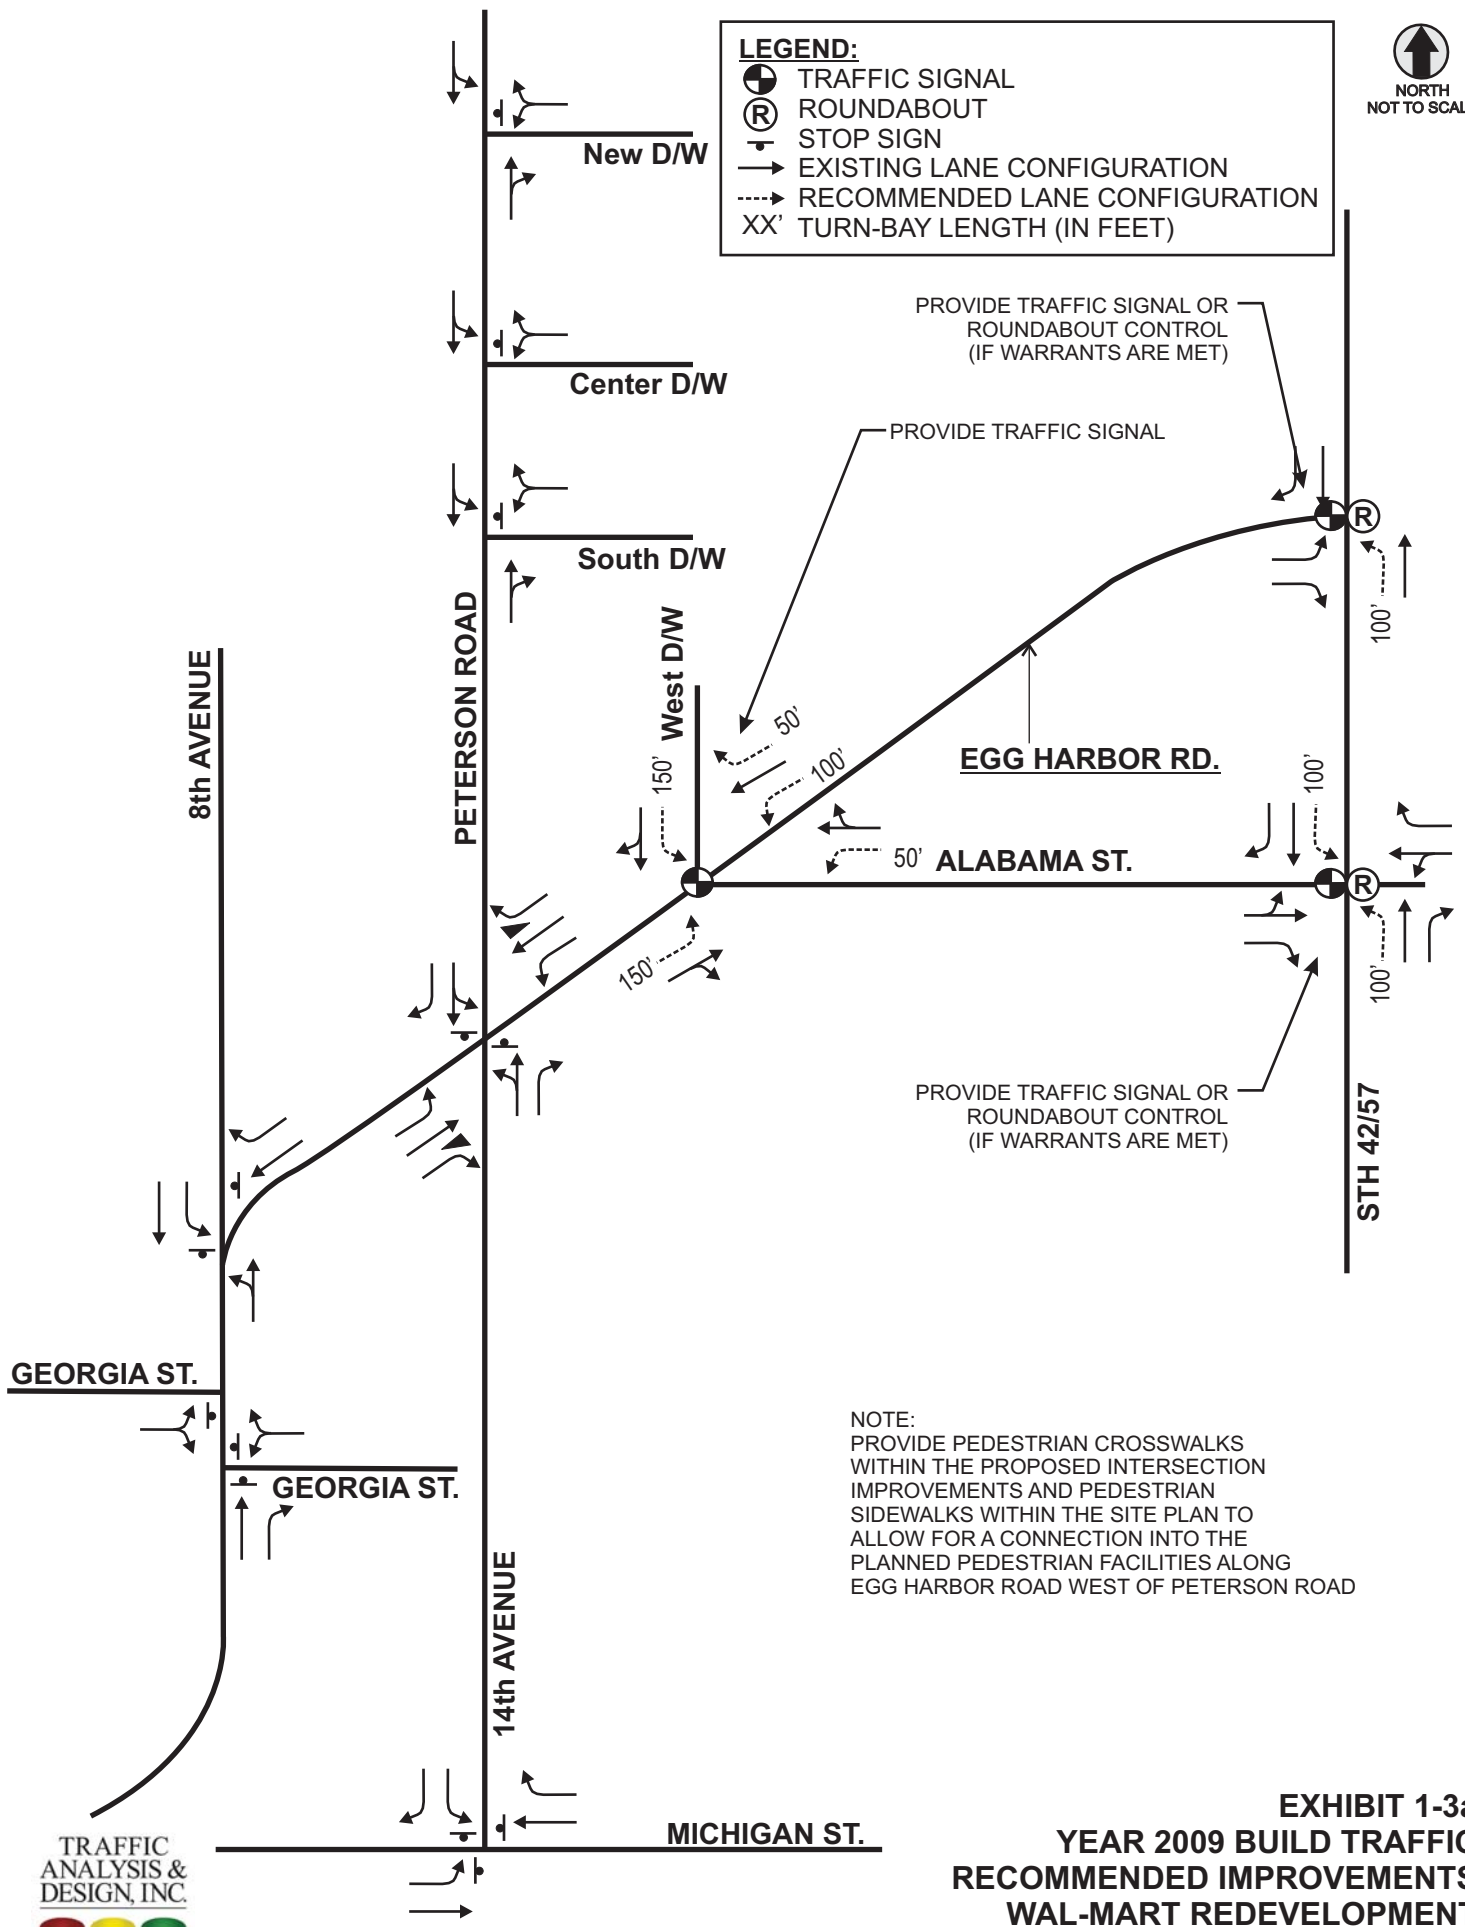 LEGEND:
TRAFFIC SIGNAL
R ROUNDABOUT
STOP SIGN
EXISTING LANE CONFIGURATION
RECOMMENDED LANE CONFIGURATION
XX' TURN-BAY LENGTH (IN FEET)
NORTH
NOT TO SCAL
New D/W
Center D/W
South D/W
PROVIDE TRAFFIC SIGNAL OR
ROUNDABOUT CONTROL
(IF WARRANTS ARE MET)
PROVIDE TRAFFIC SIGNAL
R
100'
8th AVENUE
PETERSON ROAD
West D/W
150'
50'
100'
EGG HARBOR RD.
100'
50'
ALABAMA ST.
R
150'
100'
PROVIDE TRAFFIC SIGNAL OR
ROUNDABOUT CONTROL
(IF WARRANTS ARE MET)
STH 42/57
GEORGIA ST.
GEORGIA ST.
14th AVENUE
NOTE:
PROVIDE PEDESTRIAN CROSSWALKS
WITHIN THE PROPOSED INTERSECTION
IMPROVEMENTS AND PEDESTRIAN
SIDEWALKS WITHIN THE SITE PLAN TO
ALLOW FOR A CONNECTION INTO THE
PLANNED PEDESTRIAN FACILITIES ALONG
EGG HARBOR ROAD WEST OF PETERSON ROAD
MICHIGAN ST.
TRAFFIC
ANALYSIS &
DESIGN, INC.
EXHIBIT 1-3a
YEAR 2009 BUILD TRAFFIC
RECOMMENDED IMPROVEMENTS
WAL-MART REDEVELOPMENT